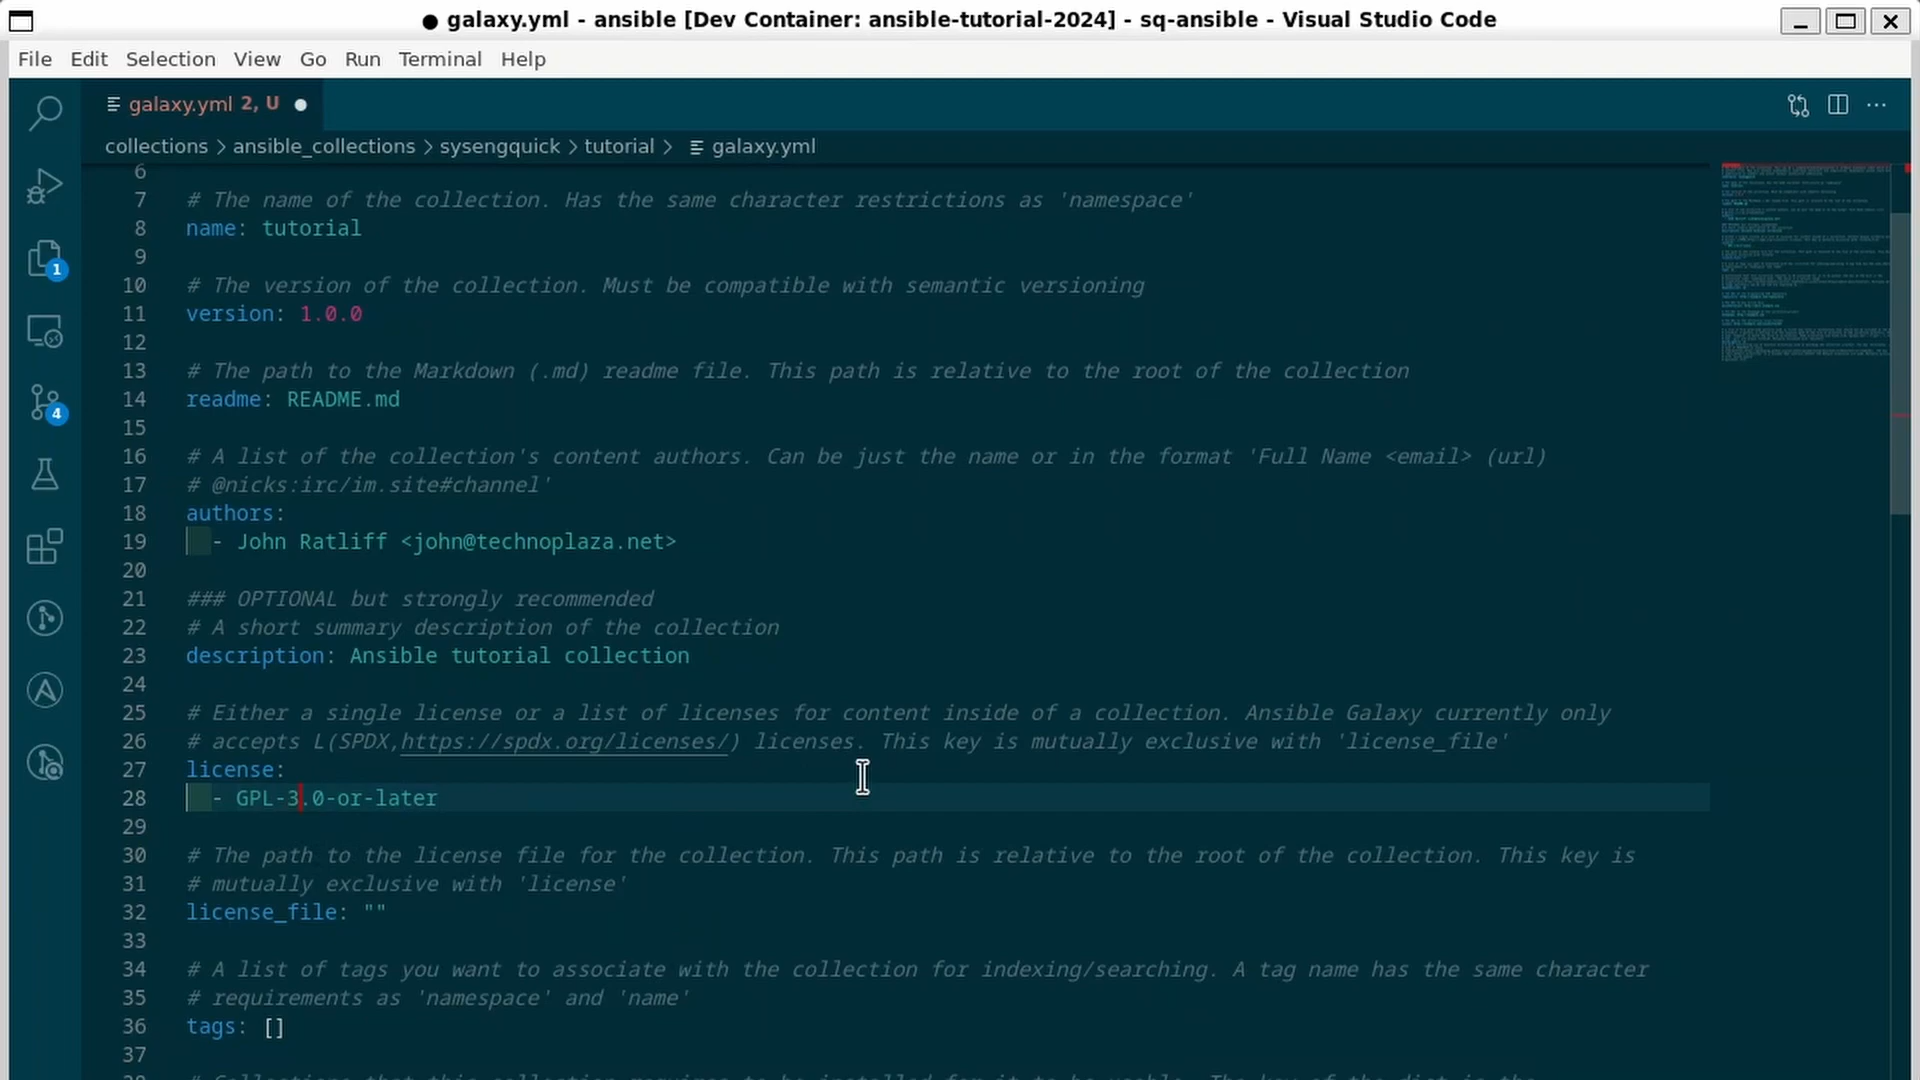 ● galaxy.yml - ansible [Dev Container: ansible-tutorial-2024] - sq-ansible - Visual Studio Code
File Edit Selection View Go Run Terminal Help
galaxy.yml 2, U ●
collections > ansible_collections > sysengquick > tutorial > galaxy.yml
6
7 # The name of the collection. Has the same character restrictions as 'namespace'
8 name: tutorial
9
10 # The version of the collection. Must be compatible with semantic versioning
11 version: 1.0.0
12
13 # The path to the Markdown (.md) readme file. This path is relative to the root of the collection
14 readme: README.md
15
16 # A list of the collection's content authors. Can be just the name or in the format 'Full Name <email> (url)
17 # @nicks:irc/im.site#channel'
18 authors:
19 - John Ratliff <john@technoplaza.net>
20
21 ### OPTIONAL but strongly recommended
22 # A short summary description of the collection
23 description: Ansible tutorial collection
24
25 # Either a single license or a list of licenses for content inside of a collection. Ansible Galaxy currently only
26 # accepts L(SPDX,https://spdx.org/licenses/) licenses. This key is mutually exclusive with 'license_file'
27 license:
28 - GPL-3.0-or-later
29
30 # The path to the license file for the collection. This path is relative to the root of the collection. This key is
31 # mutually exclusive with 'license'
32 license_file: ""
33
34 # A list of tags you want to associate with the collection for indexing/searching. A tag name has the same character
35 # requirements as 'namespace' and 'name'
36 tags: []
37
1
4